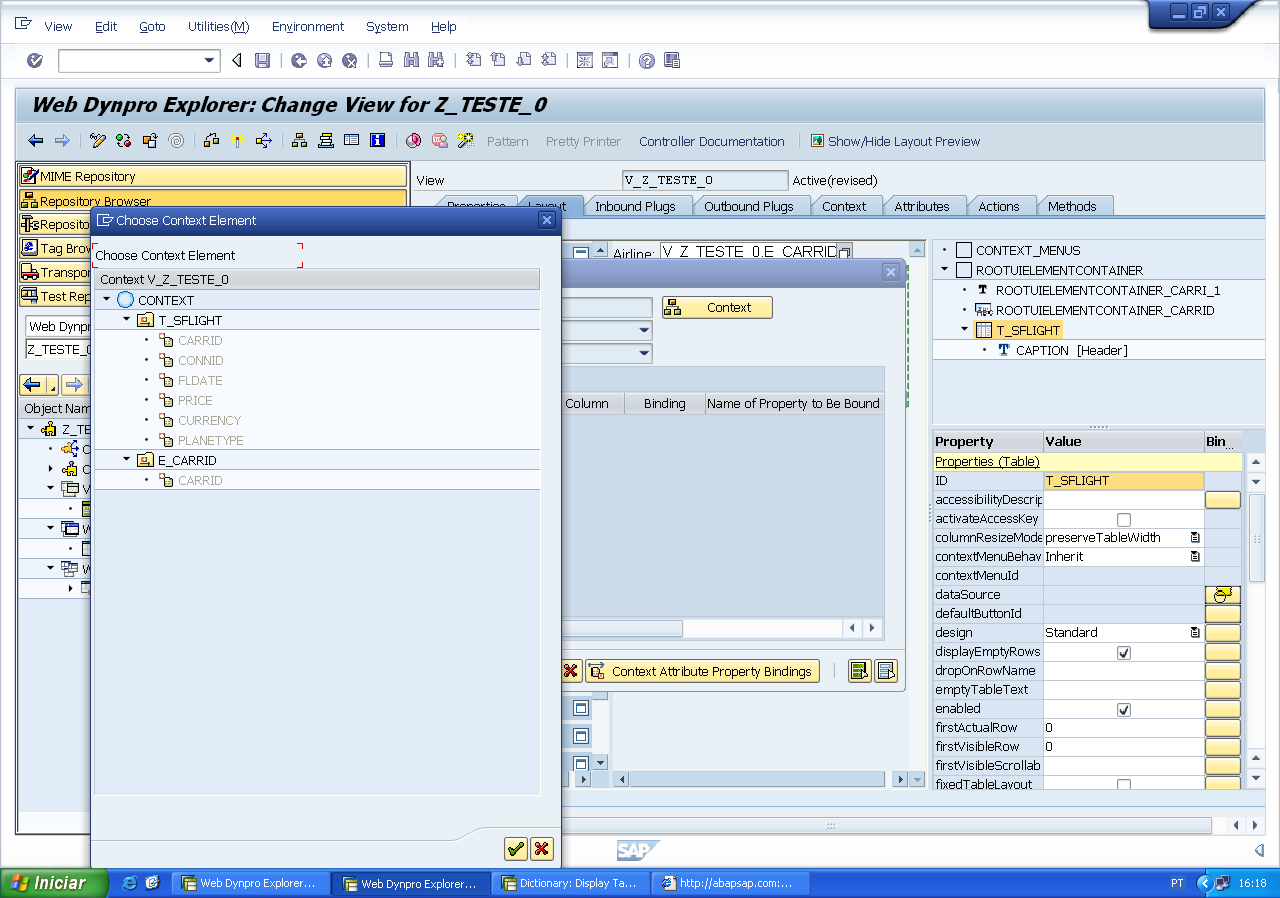 View Edit Goto Utilities(M) Environment System Help
Web Dynpro Explorer: Change View for Z_TESTE_0
Pattern Pretty Printer Controller Documentation Show/Hide Layout Preview
MIME Repository
Repository Browser
Reposito
Tag Brow
Transpor
Test Rep
Web Dynp
Z_TESTE_0
Object Nam
Z_TE
View V_Z_TESTE_0 Active(revised)
Properties Layout Inbound Plugs Outbound Plugs Context Attributes Actions Methods
Choose Context Element
Choose Context Element
Context V_Z_TESTE_0
CONTEXT
T_SFLIGHT
CARRID
CONNID
FLDATE
PRICE
CURRENCY
PLANETYPE
E_CARRID
CARRID
Airline: V_Z_TESTE_0.E_CARRID
Context
Column Binding Name of Property to Be Bound
Context Attribute Property Bindings
CONTEXT_MENUS
ROOTUIELEMENTCONTAINER
ROOTUIELEMENTCONTAINER_CARRI_1
ROOTUIELEMENTCONTAINER_CARRID
T_SFLIGHT
CAPTION [Header]
Property Value Bin...
Properties (Table)
ID T_SFLIGHT
accessibilityDescrip
activateAccessKey
columnResizeMode preserveTableWidth
contextMenuBehav Inherit
contextMenuId
dataSource
defaultButtonId
design Standard
displayEmptyRows
dropOnRowName
emptyTableText
enabled
firstActualRow 0
firstVisibleRow 0
firstVisibleScrollab
fixedTableLayout
SAP
Iniciar Web Dynpro Explorer... Web Dynpro Explorer... Dictionary: Display Ta... http://abapsap.com:... PT 16:18